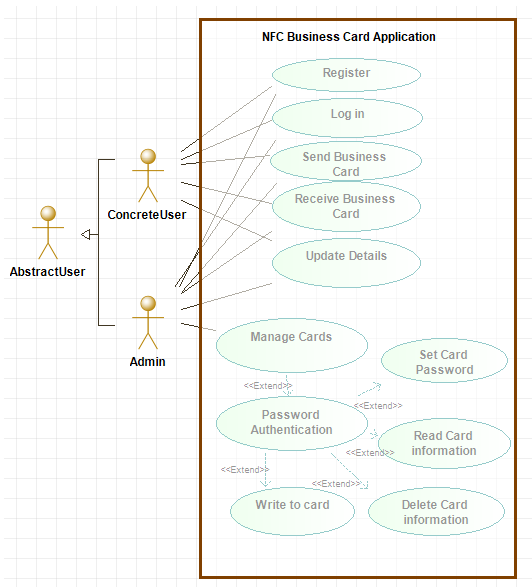 NFC Business Card Application
Register
Log in
Send Business
Card
Receive Business
Card
Update Details
ConcreteUser
AbstractUser
Admin
Manage Cards
Set Card
Password
<<Extend>>
<<Extend>>
Password
Authentication
Read Card
information
<<Extend>>
<<Extend>>
<<Extend>>
Write to card
Delete Card
information